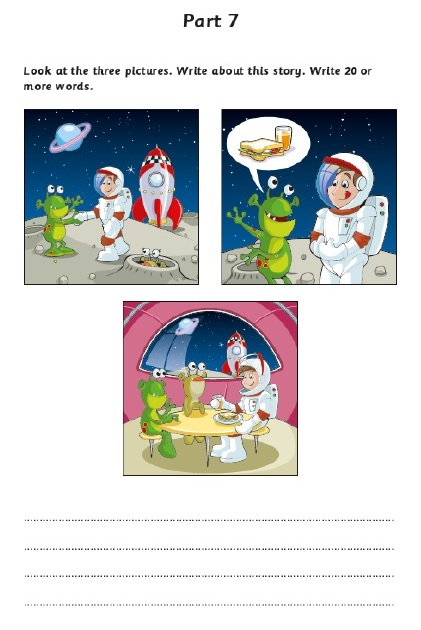 Part 7
Look at the three pictures. Write about this story. Write 20 or
more words.